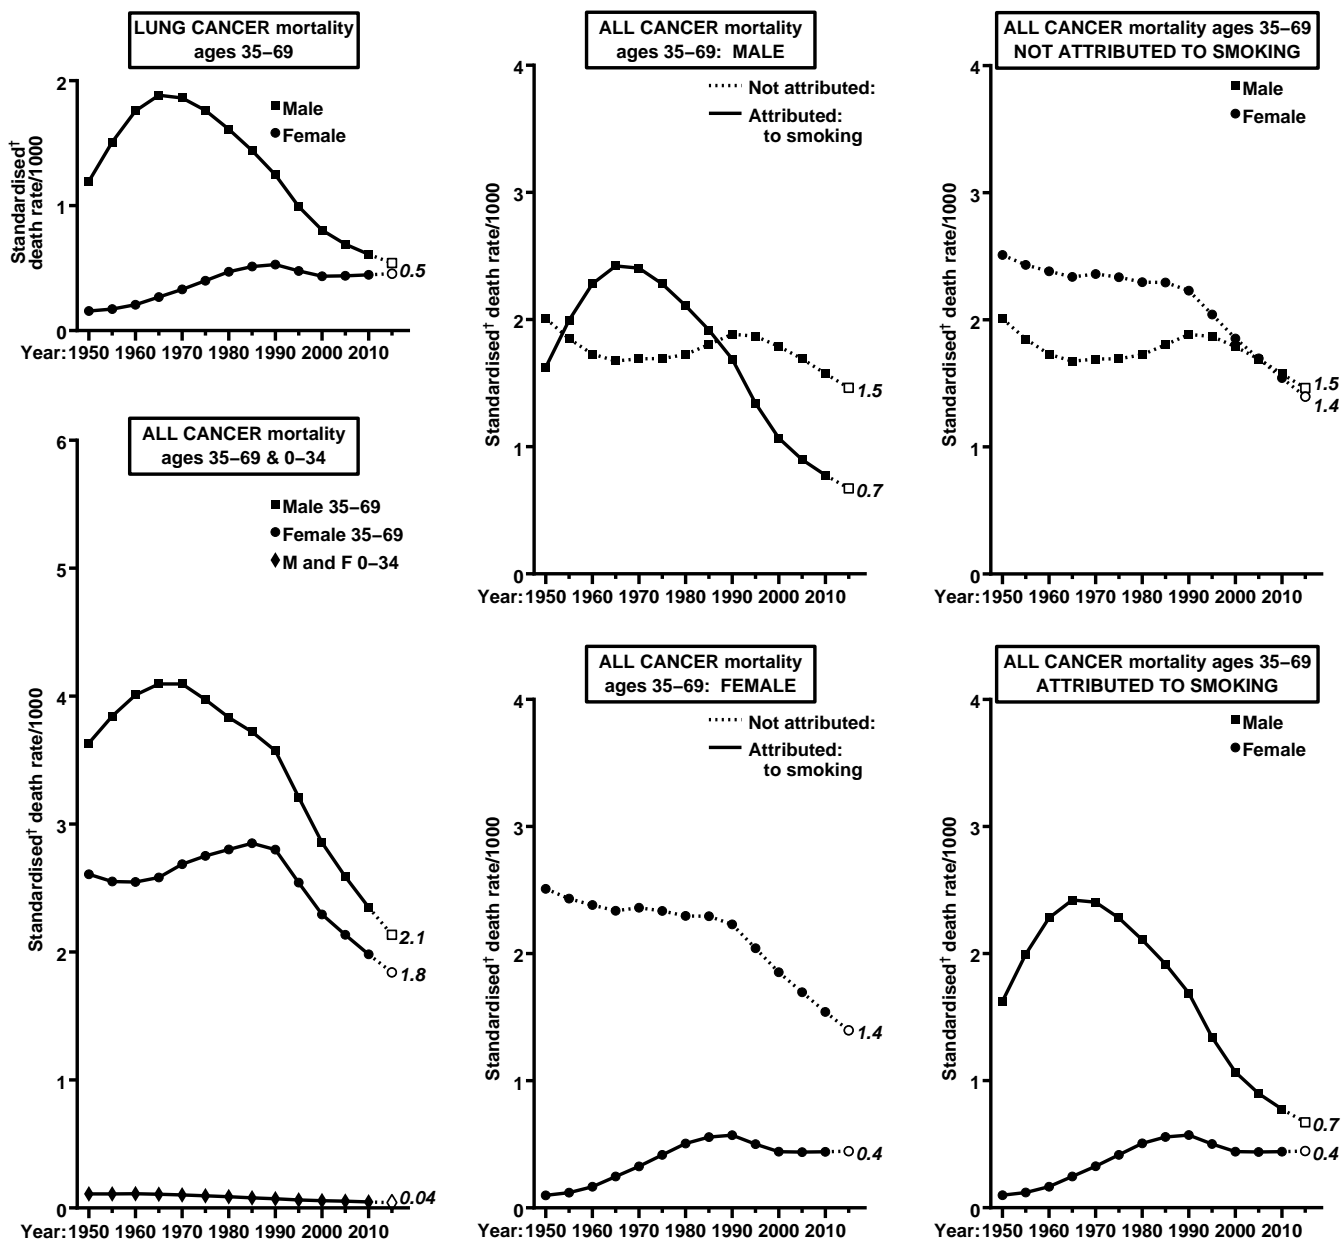 LUNG CANCER mortality
ages 35–69
2
1
0
Standardised†
death rate/1000
Male
Female
0.5
Year: 1950 1960 1970 1980 1990 2000 2010
ALL CANCER mortality
ages 35–69 & 0–34
6
5
4
3
2
1
0
Standardised† death rate/1000
Male 35–69
Female 35–69
M and F 0–34
2.1
1.8
0.04
Year: 1950 1960 1970 1980 1990 2000 2010
ALL CANCER mortality
ages 35–69: MALE
4
3
2
1
0
Standardised† death rate/1000
Not attributed:
Attributed:
to smoking
1.5
0.7
Year: 1950 1960 1970 1980 1990 2000 2010
ALL CANCER mortality
ages 35–69: FEMALE
4
3
2
1
0
Standardised† death rate/1000
Not attributed:
Attributed:
to smoking
1.4
0.4
Year: 1950 1960 1970 1980 1990 2000 2010
ALL CANCER mortality ages 35–69
NOT ATTRIBUTED TO SMOKING
4
3
2
1
0
Standardised† death rate/1000
Male
Female
1.5
1.4
Year: 1950 1960 1970 1980 1990 2000 2010
ALL CANCER mortality ages 35–69
ATTRIBUTED TO SMOKING
4
3
2
1
0
Standardised† death rate/1000
Male
Female
0.7
0.4
Year: 1950 1960 1970 1980 1990 2000 2010